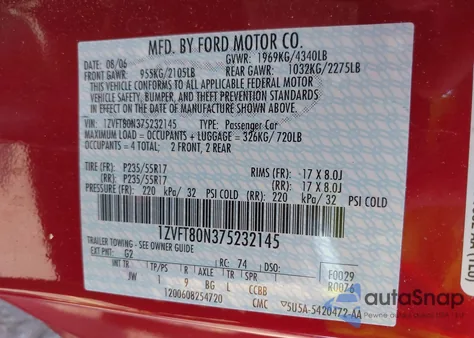 MFD. BY FORD MOTOR CO.
DATE: 08/06 GVWR: 1969KG/4340LB
FRONT GAWR: 955KG/2105LB REAR GAWR: 1032KG/2275LB
THIS VEHICLE CONFORMS TO ALL APPLICABLE FEDERAL MOTOR VEHICLE
SAFETY, BUMPER, AND THEFT PREVENTION STANDARDS
IN EFFECT ON THE DATE OF MANUFACTURE SHOWN ABOVE.
VIN: 1ZVFT80N375232145 TYPE: Passenger Car
MAXIMUM LOAD = OCCUPANTS + LUGGAGE = 326KG/720LB
OCCUPANTS = 4 TOTAL: 2 FRONT, 2 REAR
TIRE (FR): P235/55R17 RIMS (FR): 17 X 8.0J
(RR): P235/55R17 (RR): 17 X 8.0J
PRESSURE (FR): 220 kPa/ 32 PSI COLD (RR): 220 kPa/ 32 PSI COLD
1ZVFT80N375232145
TRAILER TOWING - SEE OWNER GUIDE
EXT PNT: G2 RC: 74 DSO: F0029
INT TR TP/PS R AXLE TR SPR R0076
JW 1 9 CCBB
1200608254720 CMC 5U5A-5420472-AA
autoSnap